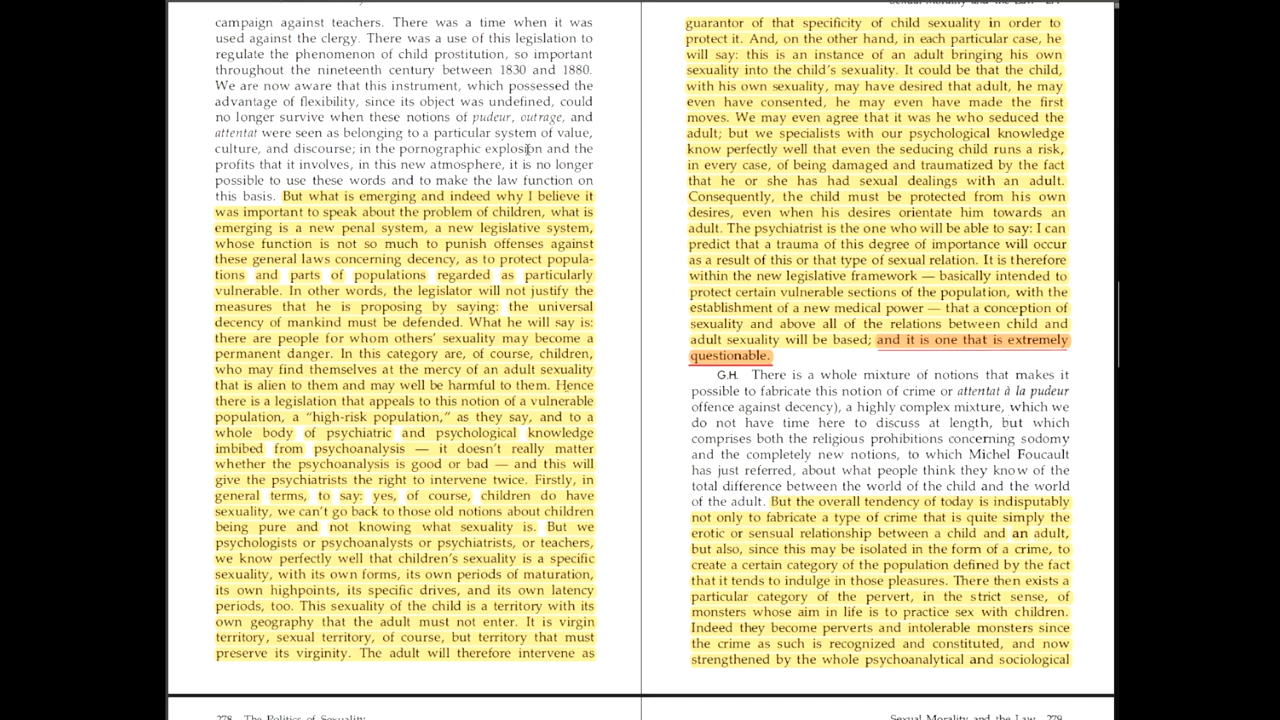 campaign against teachers. There was a time when it was
used against the clergy. There was a use of this legislation to
regulate the phenomenon of child prostitution, so important
throughout the nineteenth century between 1830 and 1880.
We are now aware that this instrument, which possessed the
advantage of flexibility, since its object was undefined, could
no longer survive when these notions of pudeur, outrage, and
attentat were seen as belonging to a particular system of value,
culture, and discourse; in the pornographic explosion and the
profits that it involves, in this new atmosphere, it is no longer
possible to use these words and to make the law function on
this basis. But what is emerging and indeed why I believe it
was important to speak about the problem of children, what is
emerging is a new penal system, a new legislative system,
whose function is not so much to punish offenses against
these general laws concerning decency, as to protect popula-
tions and parts of populations regarded as particularly
vulnerable. In other words, the legislator will not justify the
measures that he is proposing by saying: the universal
decency of mankind must be defended. What he will say is:
there are people for whom others' sexuality may become a
permanent danger. In this category are, of course, children,
who may find themselves at the mercy of an adult sexuality
that is alien to them and may well be harmful to them. Hence
there is a legislation that appeals to this notion of a vulnerable
population, a "high-risk population," as they say, and to a
whole body of psychiatric and psychological knowledge
imbibed from psychoanalysis — it doesn't really matter
whether the psychoanalysis is good or bad — and this will
give the psychiatrists the right to intervene twice. Firstly, in
general terms, to say: yes, of course, children do have
sexuality, we can't go back to those old notions about children
being pure and not knowing what sexuality is. But we
psychologists or psychoanalysts or psychiatrists, or teachers,
we know perfectly well that children's sexuality is a specific
sexuality, with its own forms, its own periods of maturation,
its own highpoints, its specific drives, and its own latency
periods, too. This sexuality of the child is a territory with its
own geography that the adult must not enter. It is virgin
territory, sexual territory, of course, but territory that must
preserve its virginity. The adult will therefore intervene as
278 The Politics of Sexuality
Sexual Morality and the Law 277
guarantor of that specificity of child sexuality in order to
protect it. And, on the other hand, in each particular case, he
will say: this is an instance of an adult bringing his own
sexuality into the child's sexuality. It could be that the child,
with his own sexuality, may have desired that adult, he may
even have consented, he may even have made the first
moves. We may even agree that it was he who seduced the
adult; but we specialists with our psychological knowledge
know perfectly well that even the seducing child runs a risk,
in every case, of being damaged and traumatized by the fact
that he or she has had sexual dealings with an adult.
Consequently, the child must be protected from his own
desires, even when his desires orientate him towards an
adult. The psychiatrist is the one who will be able to say: I can
predict that a trauma of this degree of importance will occur
as a result of this or that type of sexual relation. It is therefore
within the new legislative framework — basically intended to
protect certain vulnerable sections of the population, with the
establishment of a new medical power — that a conception of
sexuality and above all of the relations between child and
adult sexuality will be based; and it is one that is extremely
questionable.
G.H. There is a whole mixture of notions that makes it
possible to fabricate this notion of crime or attentat à la pudeur
offence against decency), a highly complex mixture, which we
do not have time here to discuss at length, but which
comprises both the religious prohibitions concerning sodomy
and the completely new notions, to which Michel Foucault
has just referred, about what people think they know of the
total difference between the world of the child and the world
of the adult. But the overall tendency of today is indisputably
not only to fabricate a type of crime that is quite simply the
erotic or sensual relationship between a child and an adult,
but also, since this may be isolated in the form of a crime, to
create a certain category of the population defined by the fact
that it tends to indulge in those pleasures. There then exists a
particular category of the pervert, in the strict sense, of
monsters whose aim in life is to practice sex with children.
Indeed they become perverts and intolerable monsters since
the crime as such is recognized and constituted, and now
strengthened by the whole psychoanalytical and sociological
Sexual Morality and the Law 279